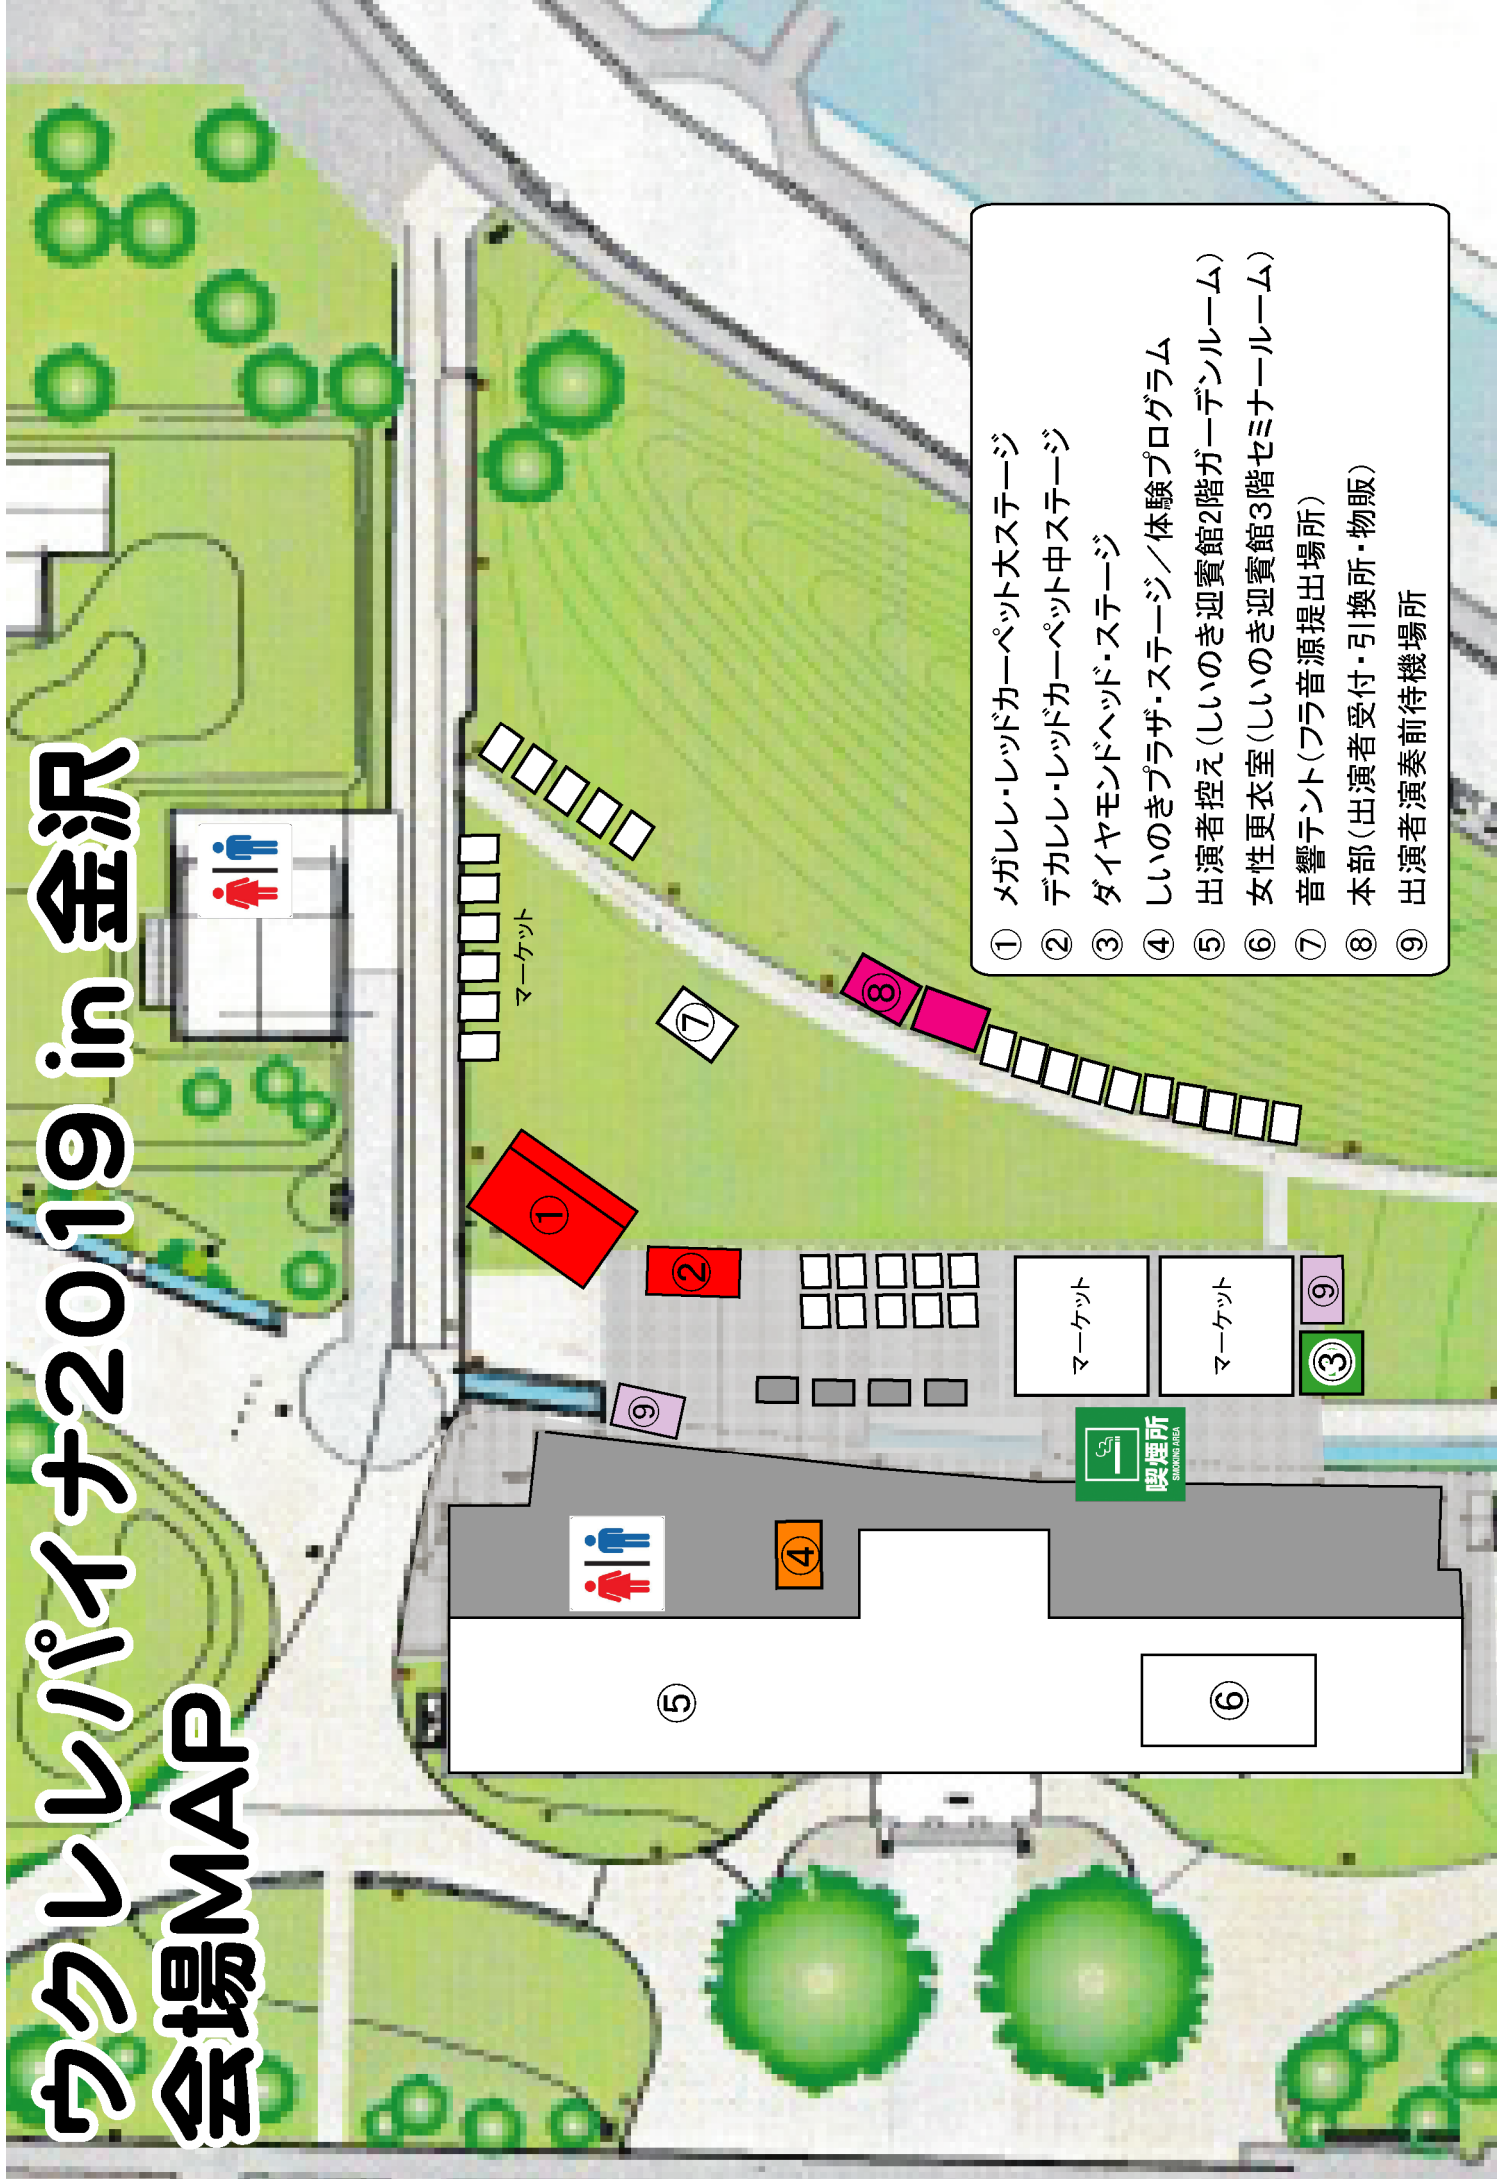 ウクレレパイナ2019 in 金沢
会場MAP
① メガレレ・レッドカーペット大ステージ
② デカレレ・レッドカーペット中ステージ
③ ダイヤモンドヘッド・ステージ
④ しいのきプラザ・ステージ／体験プログラム
⑤ 出演者控え（しいのき迎賓館2階ガーデンルーム）
⑥ 女性更衣室（しいのき迎賓館3階セミナールーム）
⑦ 音響テント（フラ音源提出場所）
⑧ 本部（出演者受付・引換所・物販）
⑨ 出演者演奏前待機場所
マーケット
①
②
⑦
⑧
⑨
マーケット
マーケット
⑨
③
喫煙所
SMOKING AREA
④
⑤
⑥